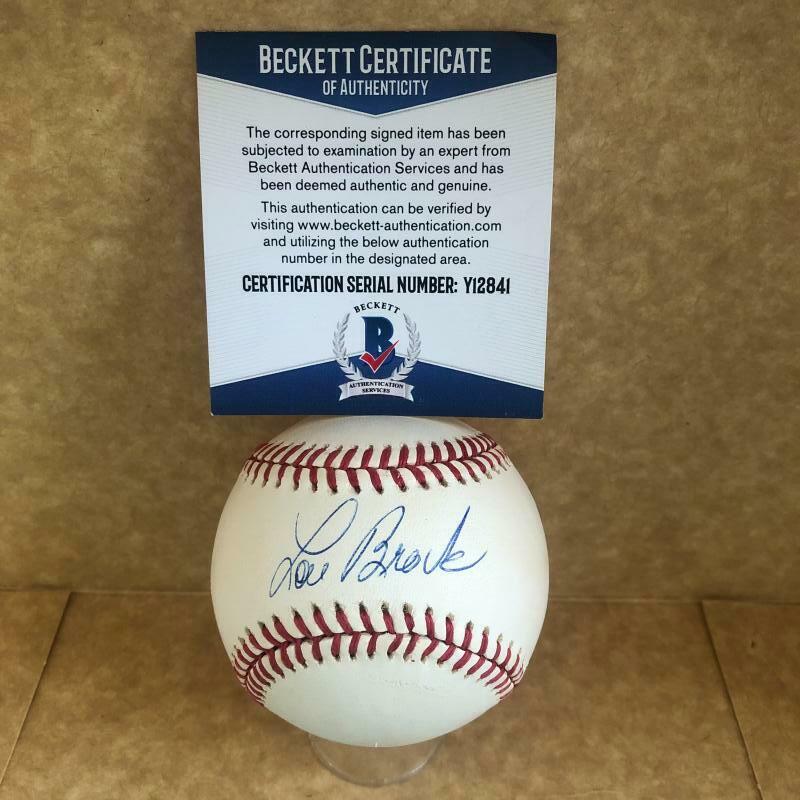 BECKETT CERTIFICATE
OF AUTHENTICITY
The corresponding signed item has been
subjected to examination by an expert from
Beckett Authentication Services and has
been deemed authentic and genuine.
This authentication can be verified by
visiting www.beckett-authentication.com
and utilizing the below authentication
number in the designated area.
CERTIFICATION SERIAL NUMBER: Y12841
BECKETT
B
AUTHENTICATION
SERVICES
Lou Brock